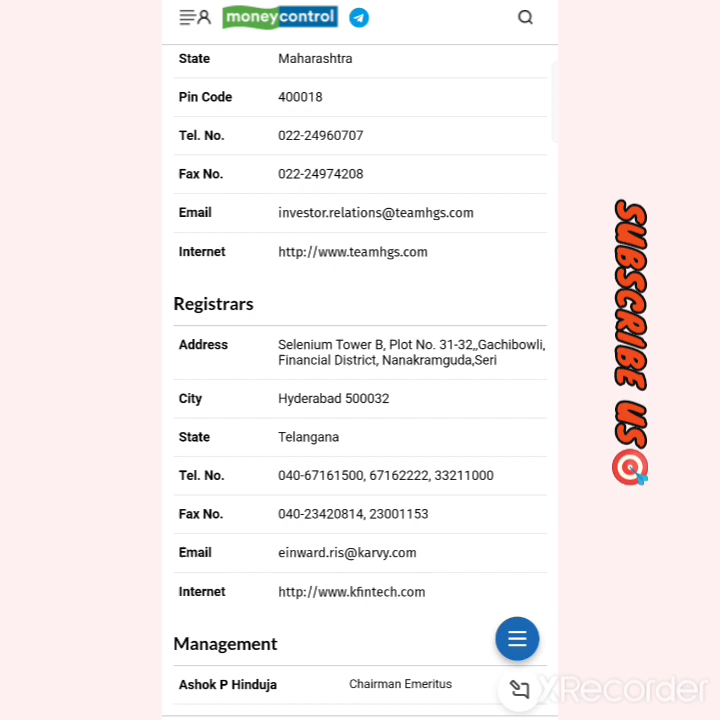 moneycontrol
State Maharashtra
Pin Code 400018
Tel. No. 022-24960707
Fax No. 022-24974208
Email investor.relations@teamhgs.com
Internet http://www.teamhgs.com
Registrars
Address Selenium Tower B, Plot No. 31-32,,Gachibowli,
Financial District, Nanakramguda,Seri
City Hyderabad 500032
State Telangana
Tel. No. 040-67161500, 67162222, 33211000
Fax No. 040-23420814, 23001153
Email einward.ris@karvy.com
Internet http://www.kfintech.com
Management
Ashok P Hinduja Chairman Emeritus
SUBSCRIBE US
XRecorder